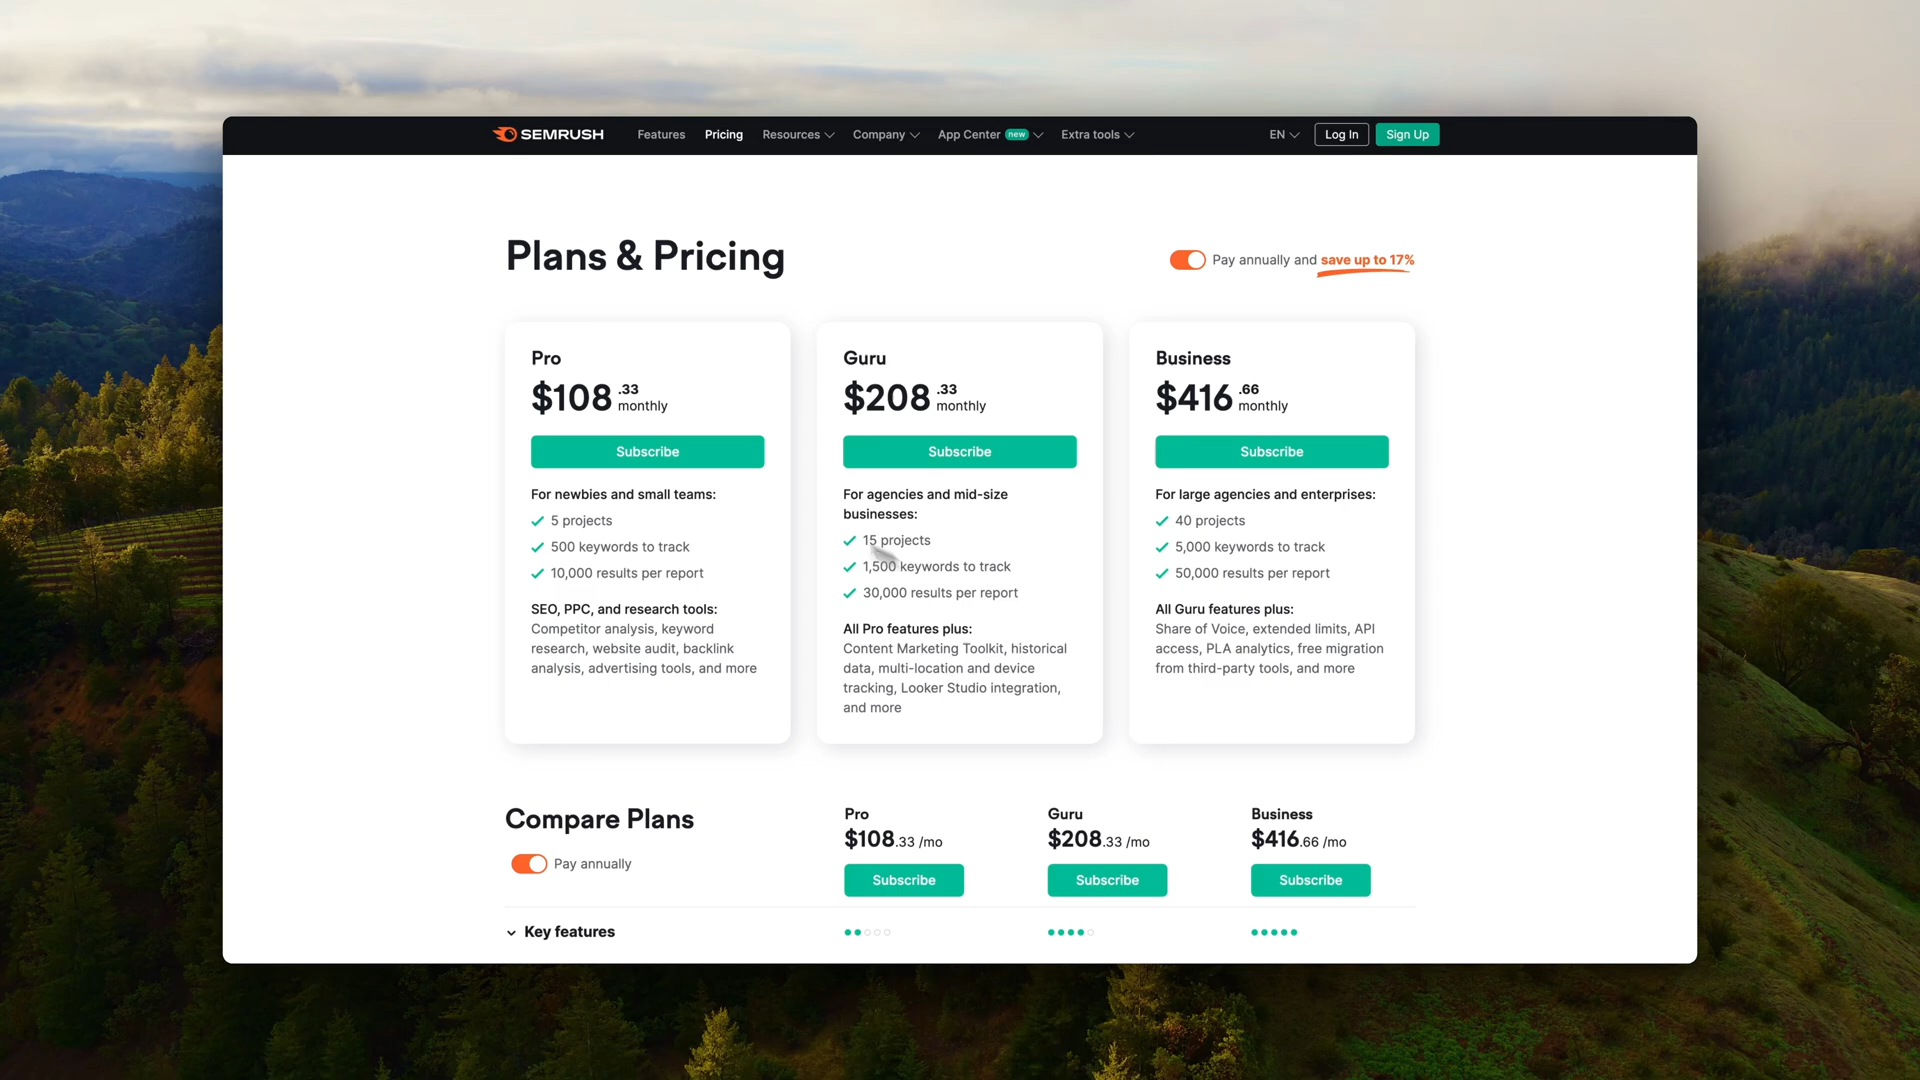 SEMRUSH Features Pricing Resources Company App Center new Extra tools EN Log In Sign Up
Plans & Pricing
Pay annually and save up to 17%
Pro
$108 .33 monthly
Subscribe
For newbies and small teams:
5 projects
500 keywords to track
10,000 results per report
SEO, PPC, and research tools:
Competitor analysis, keyword
research, website audit, backlink
analysis, advertising tools, and more
Guru
$208 .33 monthly
Subscribe
For agencies and mid-size
businesses:
15 projects
1,500 keywords to track
30,000 results per report
All Pro features plus:
Content Marketing Toolkit, historical
data, multi-location and device
tracking, Looker Studio integration,
and more
Business
$416 .66 monthly
Subscribe
For large agencies and enterprises:
40 projects
5,000 keywords to track
50,000 results per report
All Guru features plus:
Share of Voice, extended limits, API
access, PLA analytics, free migration
from third-party tools, and more
Compare Plans
Pay annually
Pro
$108.33 /mo
Subscribe
Guru
$208.33 /mo
Subscribe
Business
$416.66 /mo
Subscribe
Key features